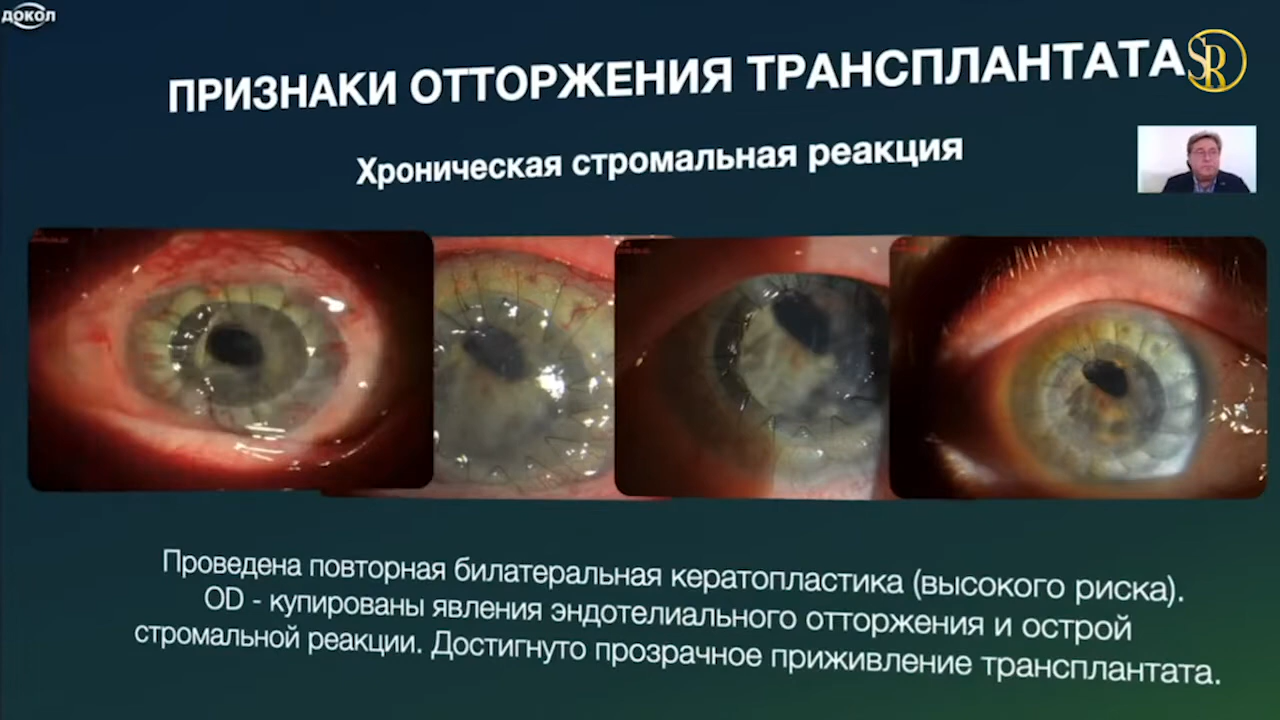 ДОКОЛ
ПРИЗНАКИ ОТТОРЖЕНИЯ ТРАНСПЛАНТАТА
SR
Хроническая стромальная реакция
Проведена повторная билатеральная кератопластика (высокого риска).
OD - купированы явления эндотелиального отторжения и острой
стромальной реакции. Достигнуто прозрачное приживление трансплантата.